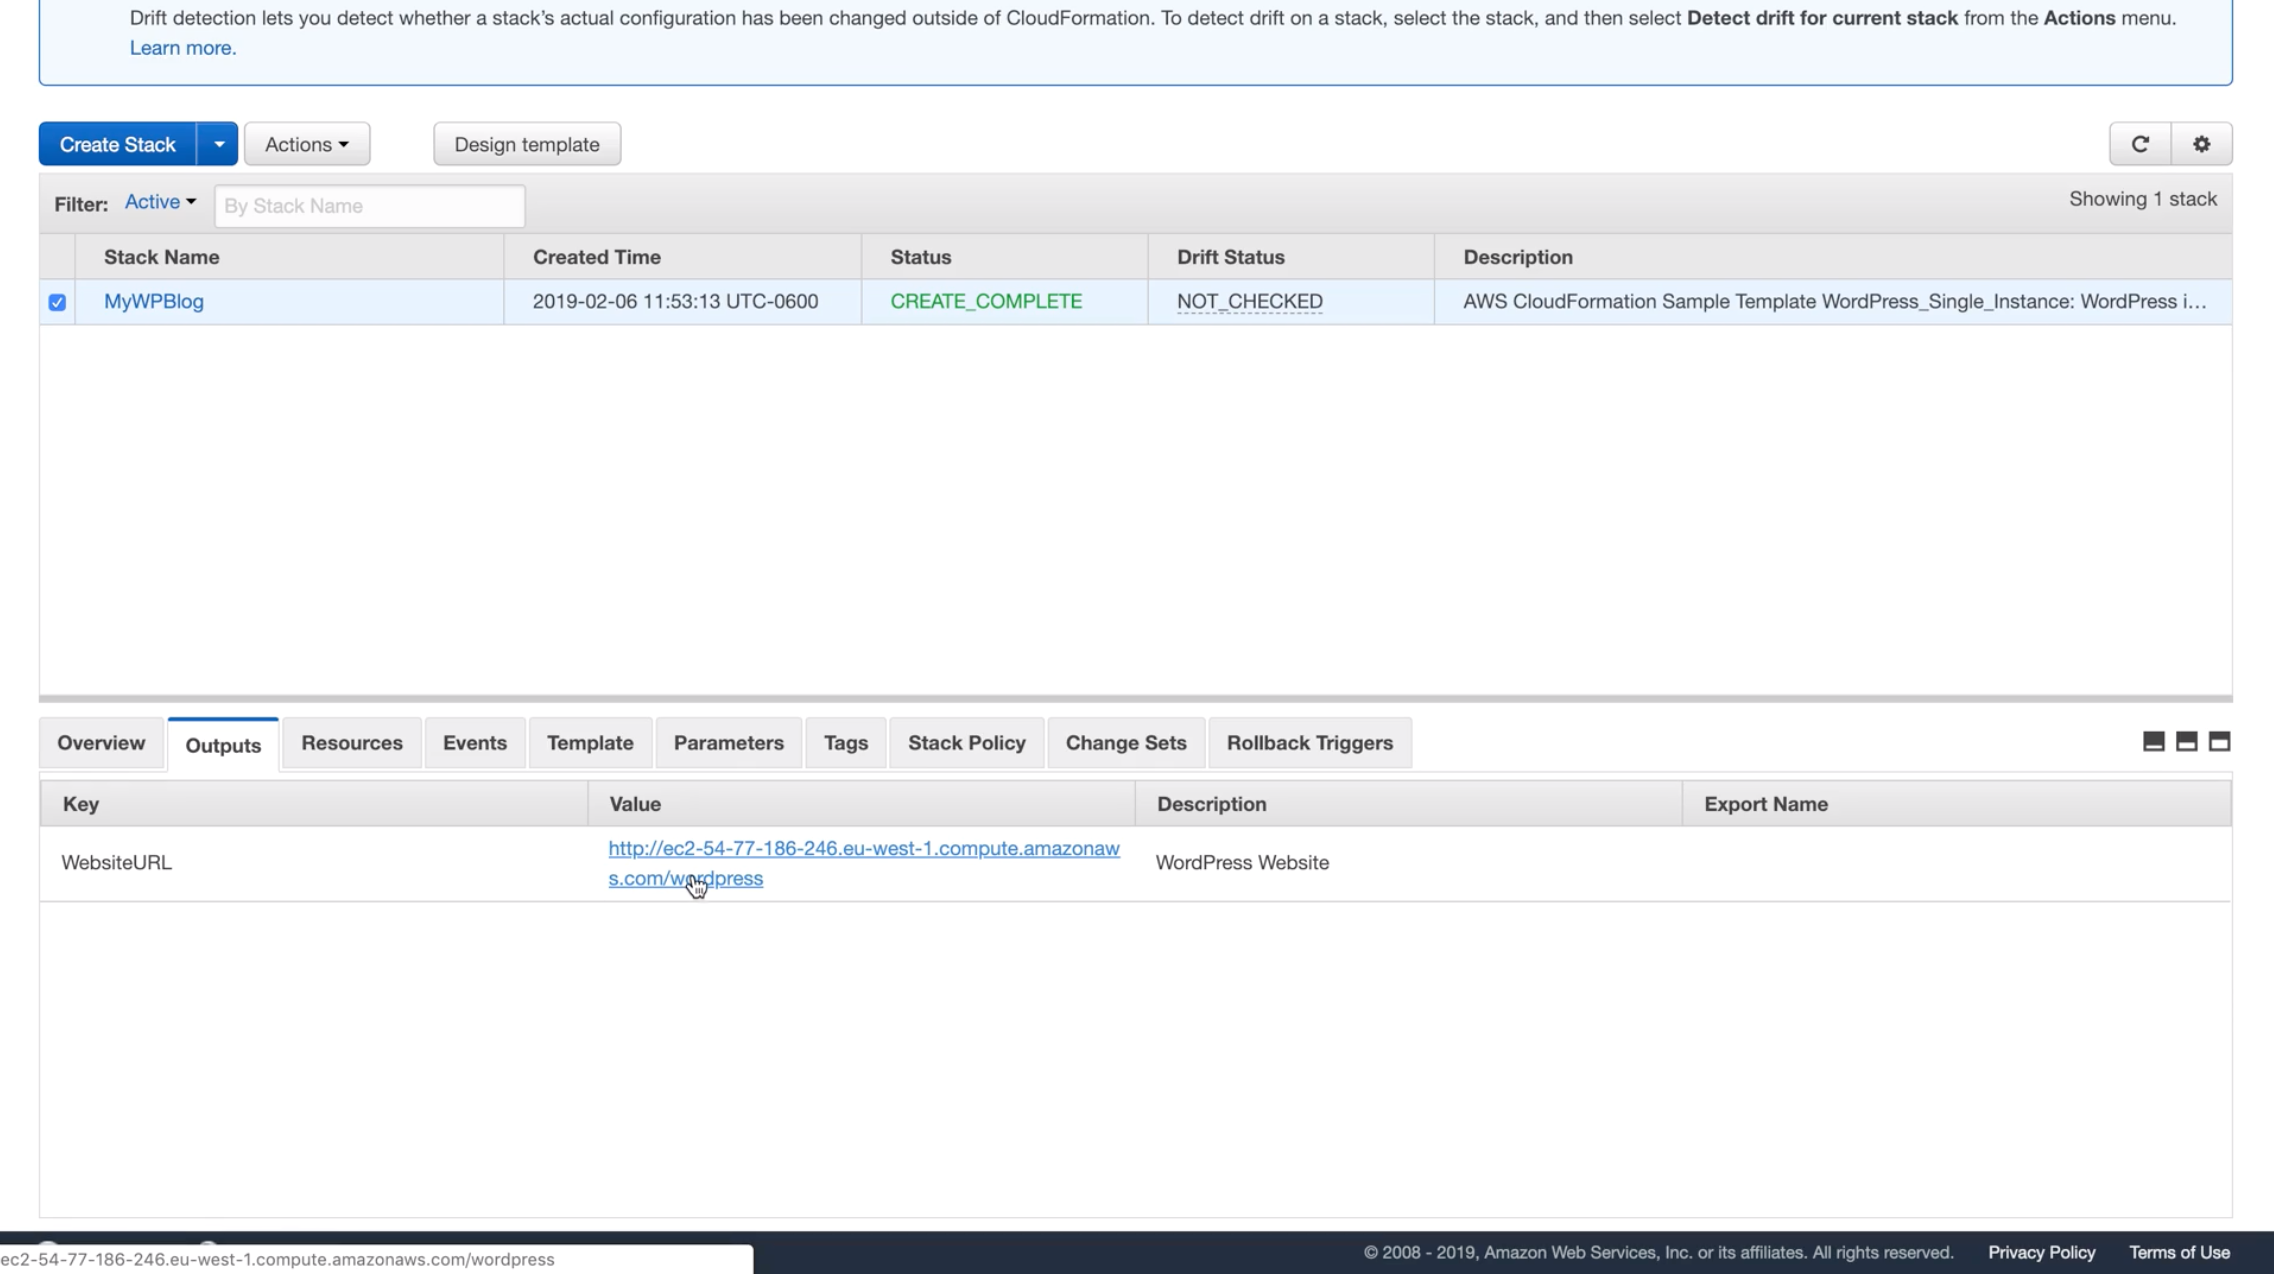 Drift detection lets you detect whether a stack’s actual configuration has been changed outside of CloudFormation. To detect drift on a stack, select the stack, and then select Detect drift for current stack from the Actions menu.
Learn more.
Create Stack Actions Design template
Filter: Active By Stack Name Showing 1 stack
Stack Name Created Time Status Drift Status Description
MyWPBlog 2019-02-06 11:53:13 UTC-0600 CREATE_COMPLETE NOT_CHECKED AWS CloudFormation Sample Template WordPress_Single_Instance: WordPress i...
Overview Outputs Resources Events Template Parameters Tags Stack Policy Change Sets Rollback Triggers
Key Value Description Export Name
WebsiteURL http://ec2-54-77-186-246.eu-west-1.compute.amazonaw WordPress Website
s.com/wordpress
ec2-54-77-186-246.eu-west-1.compute.amazonaws.com/wordpress © 2008 - 2019, Amazon Web Services, Inc. or its affiliates. All rights reserved. Privacy Policy Terms of Use